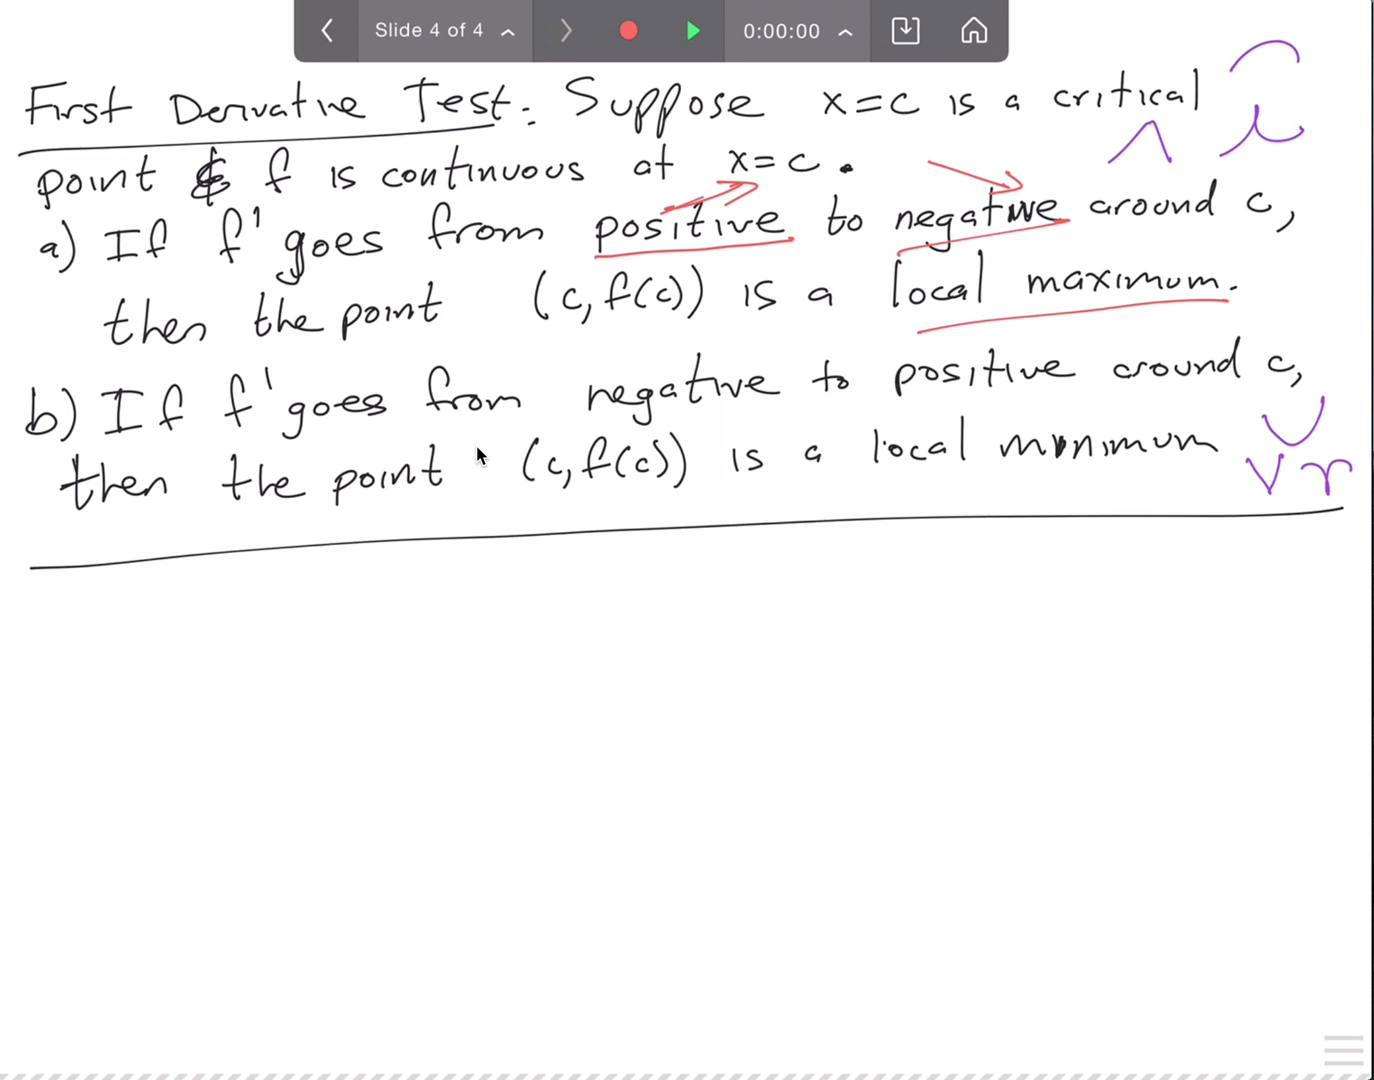 Slide 4 of 4
0:00:00
First Derivative Test: Suppose x=c is a critical
point & f is continuous at x=c.
a) If f' goes from positive to negative around c,
then the point (c, f(c)) is a local maximum.
b) If f' goes from negative to positive around c,
then the point (c, f(c)) is a local minimum